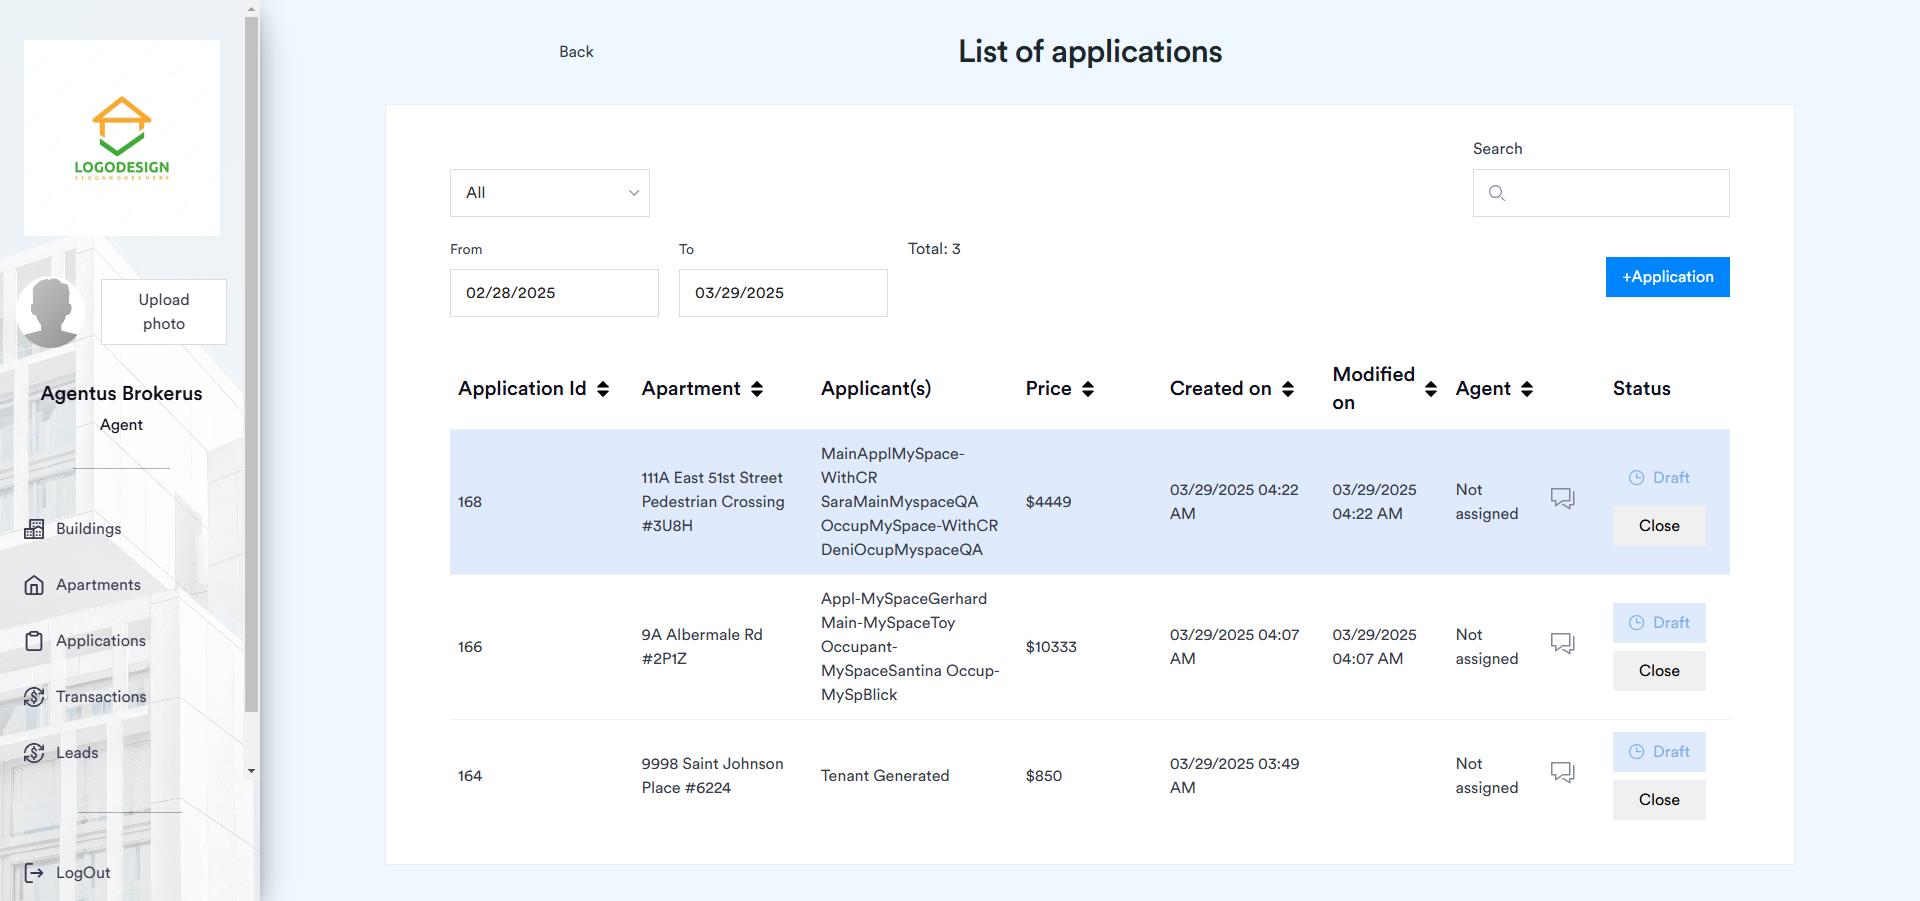 LOGODESIGN
SLOGAN GOES HERE
Upload
photo
Agentus Brokerus
Agent
Buildings
Apartments
Applications
Transactions
Leads
LogOut
Back
List of applications
Search
All
From
To
Total: 3
02/28/2025
03/29/2025
+Application
Application Id
Apartment
Applicant(s)
Price
Created on
Modified
on
Agent
Status
168
111A East 51st Street
Pedestrian Crossing
#3U8H
MainApplMySpace-
WithCR
SaraMainMyspaceQA
OccupMySpace-WithCR
DeniOcupMyspaceQA
$4449
03/29/2025 04:22
AM
03/29/2025
04:22 AM
Not
assigned
Draft
Close
166
9A Albermale Rd
#2P1Z
Appl-MySpaceGerhard
Main-MySpaceToy
Occupant-
MySpaceSantina Occup-
MySpBlick
$10333
03/29/2025 04:07
AM
03/29/2025
04:07 AM
Not
assigned
Draft
Close
164
9998 Saint Johnson
Place #6224
Tenant Generated
$850
03/29/2025 03:49
AM
Not
assigned
Draft
Close